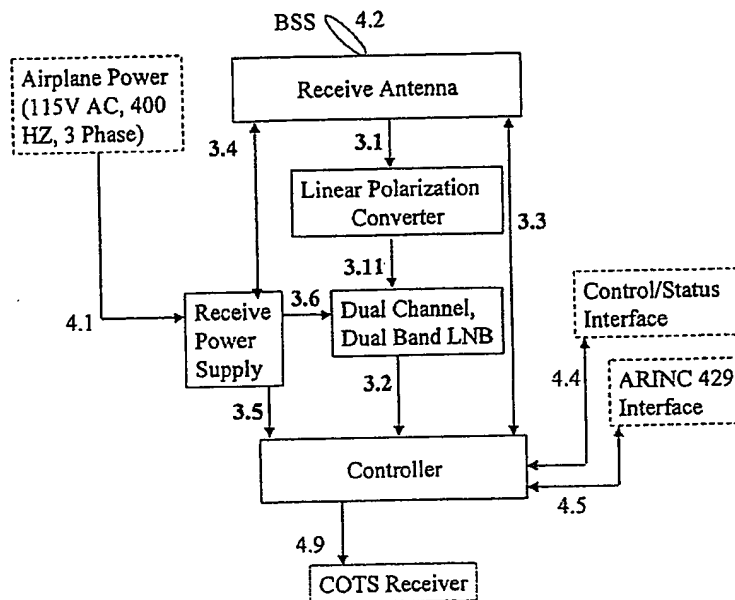 BSS
4.2
Airplane Power
(115V AC, 400
HZ, 3 Phase)
Receive Antenna
3.4
3.1
Linear Polarization
Converter
3.3
3.11
4.1
Receive
Power
Supply
3.6
Dual Channel,
Dual Band LNB
Control/Status
Interface
3.5
3.2
4.4
ARINC 429
Interface
Controller
4.5
4.9
COTS Receiver